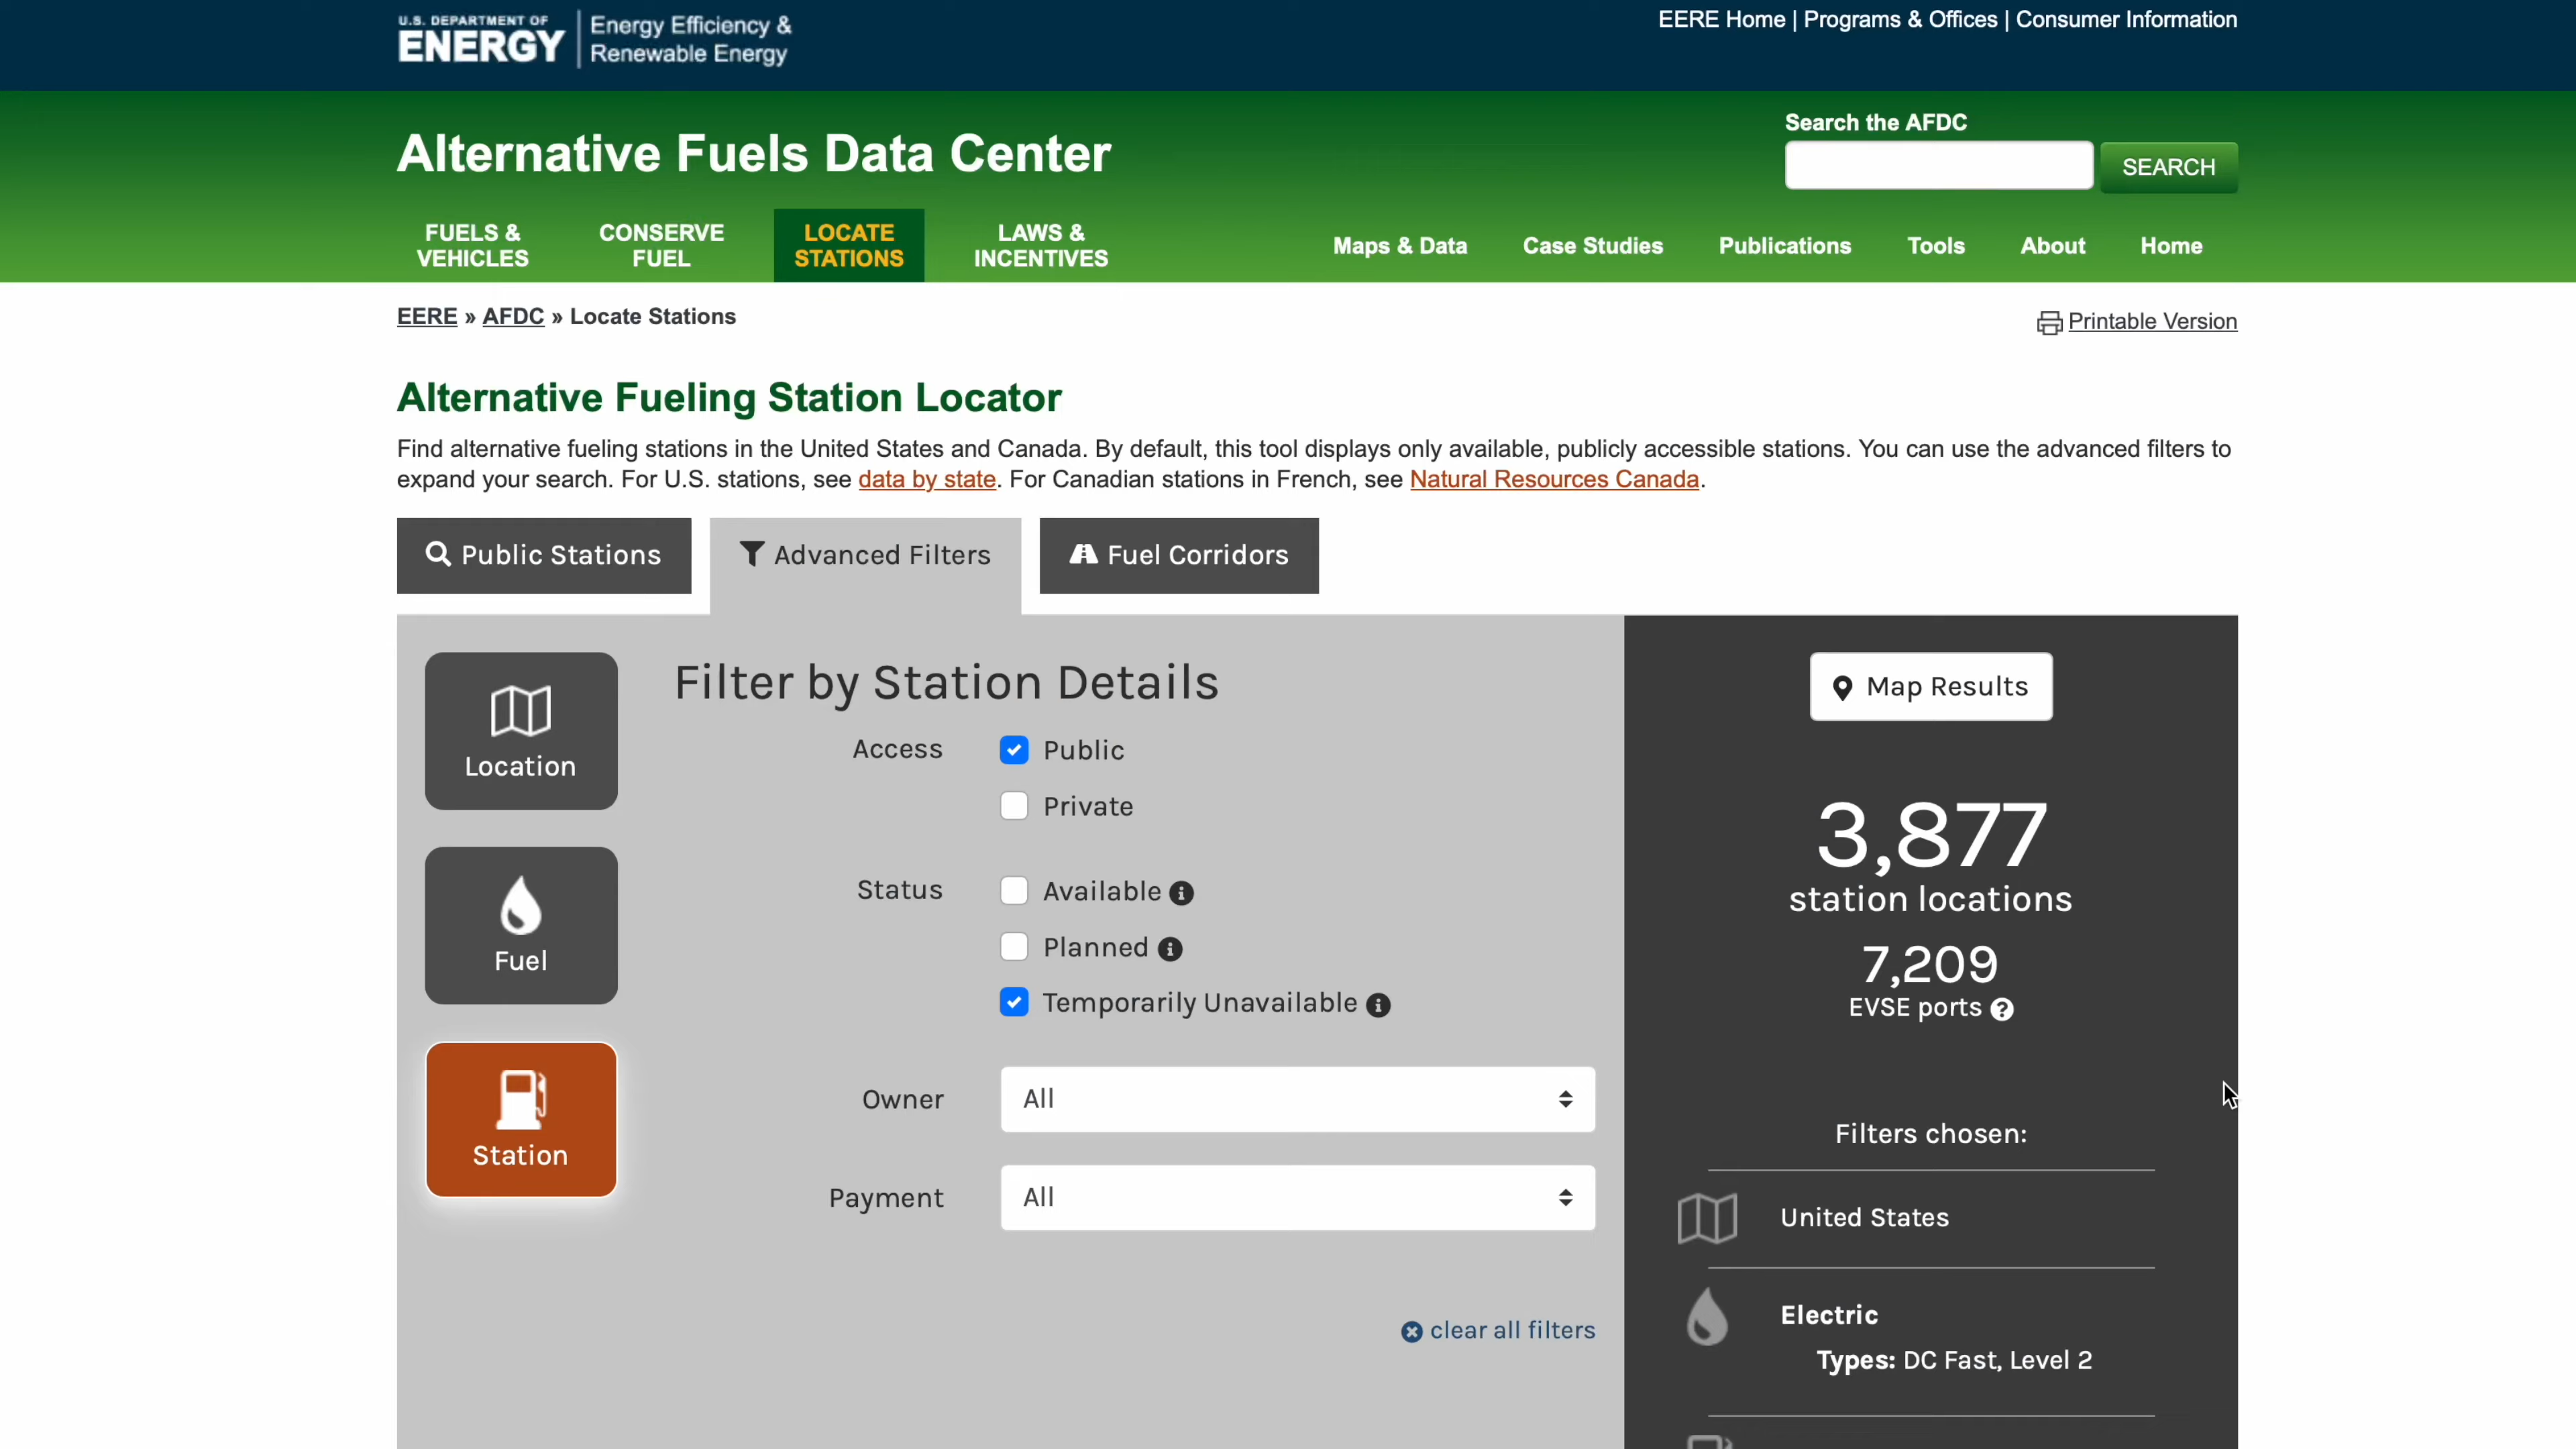 U.S. DEPARTMENT OF
ENERGY
Energy Efficiency &
Renewable Energy
EERE Home | Programs & Offices | Consumer Information
Alternative Fuels Data Center
Search the AFDC
SEARCH
FUELS &
VEHICLES
CONSERVE
FUEL
LOCATE
STATIONS
LAWS &
INCENTIVES
Maps & Data
Case Studies
Publications
Tools
About
Home
EERE » AFDC » Locate Stations
Printable Version
Alternative Fueling Station Locator
Find alternative fueling stations in the United States and Canada. By default, this tool displays only available, publicly accessible stations. You can use the advanced filters to
expand your search. For U.S. stations, see data by state. For Canadian stations in French, see Natural Resources Canada.
Public Stations
Advanced Filters
Fuel Corridors
Location
Fuel
Station
Filter by Station Details
Access
Public
Private
Status
Available
Planned
Temporarily Unavailable
Owner
All
Payment
All
clear all filters
Map Results
3,877
station locations
7,209
EVSE ports
Filters chosen:
United States
Electric
Types: DC Fast, Level 2